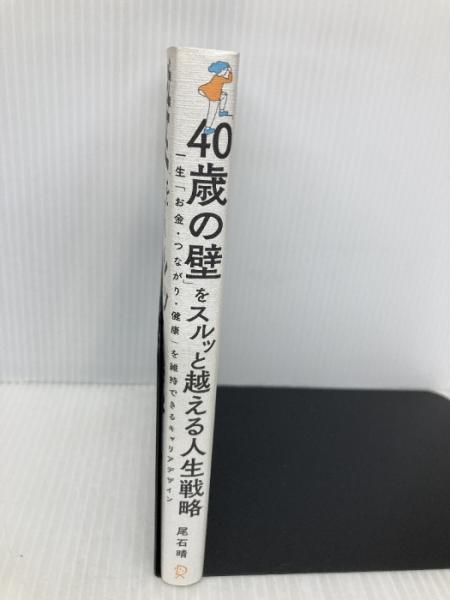 40歳の壁」をスルッと越える人生戦略
一生「お金・つながり・健康」を維持できるキャリアデザイン
尾石晴